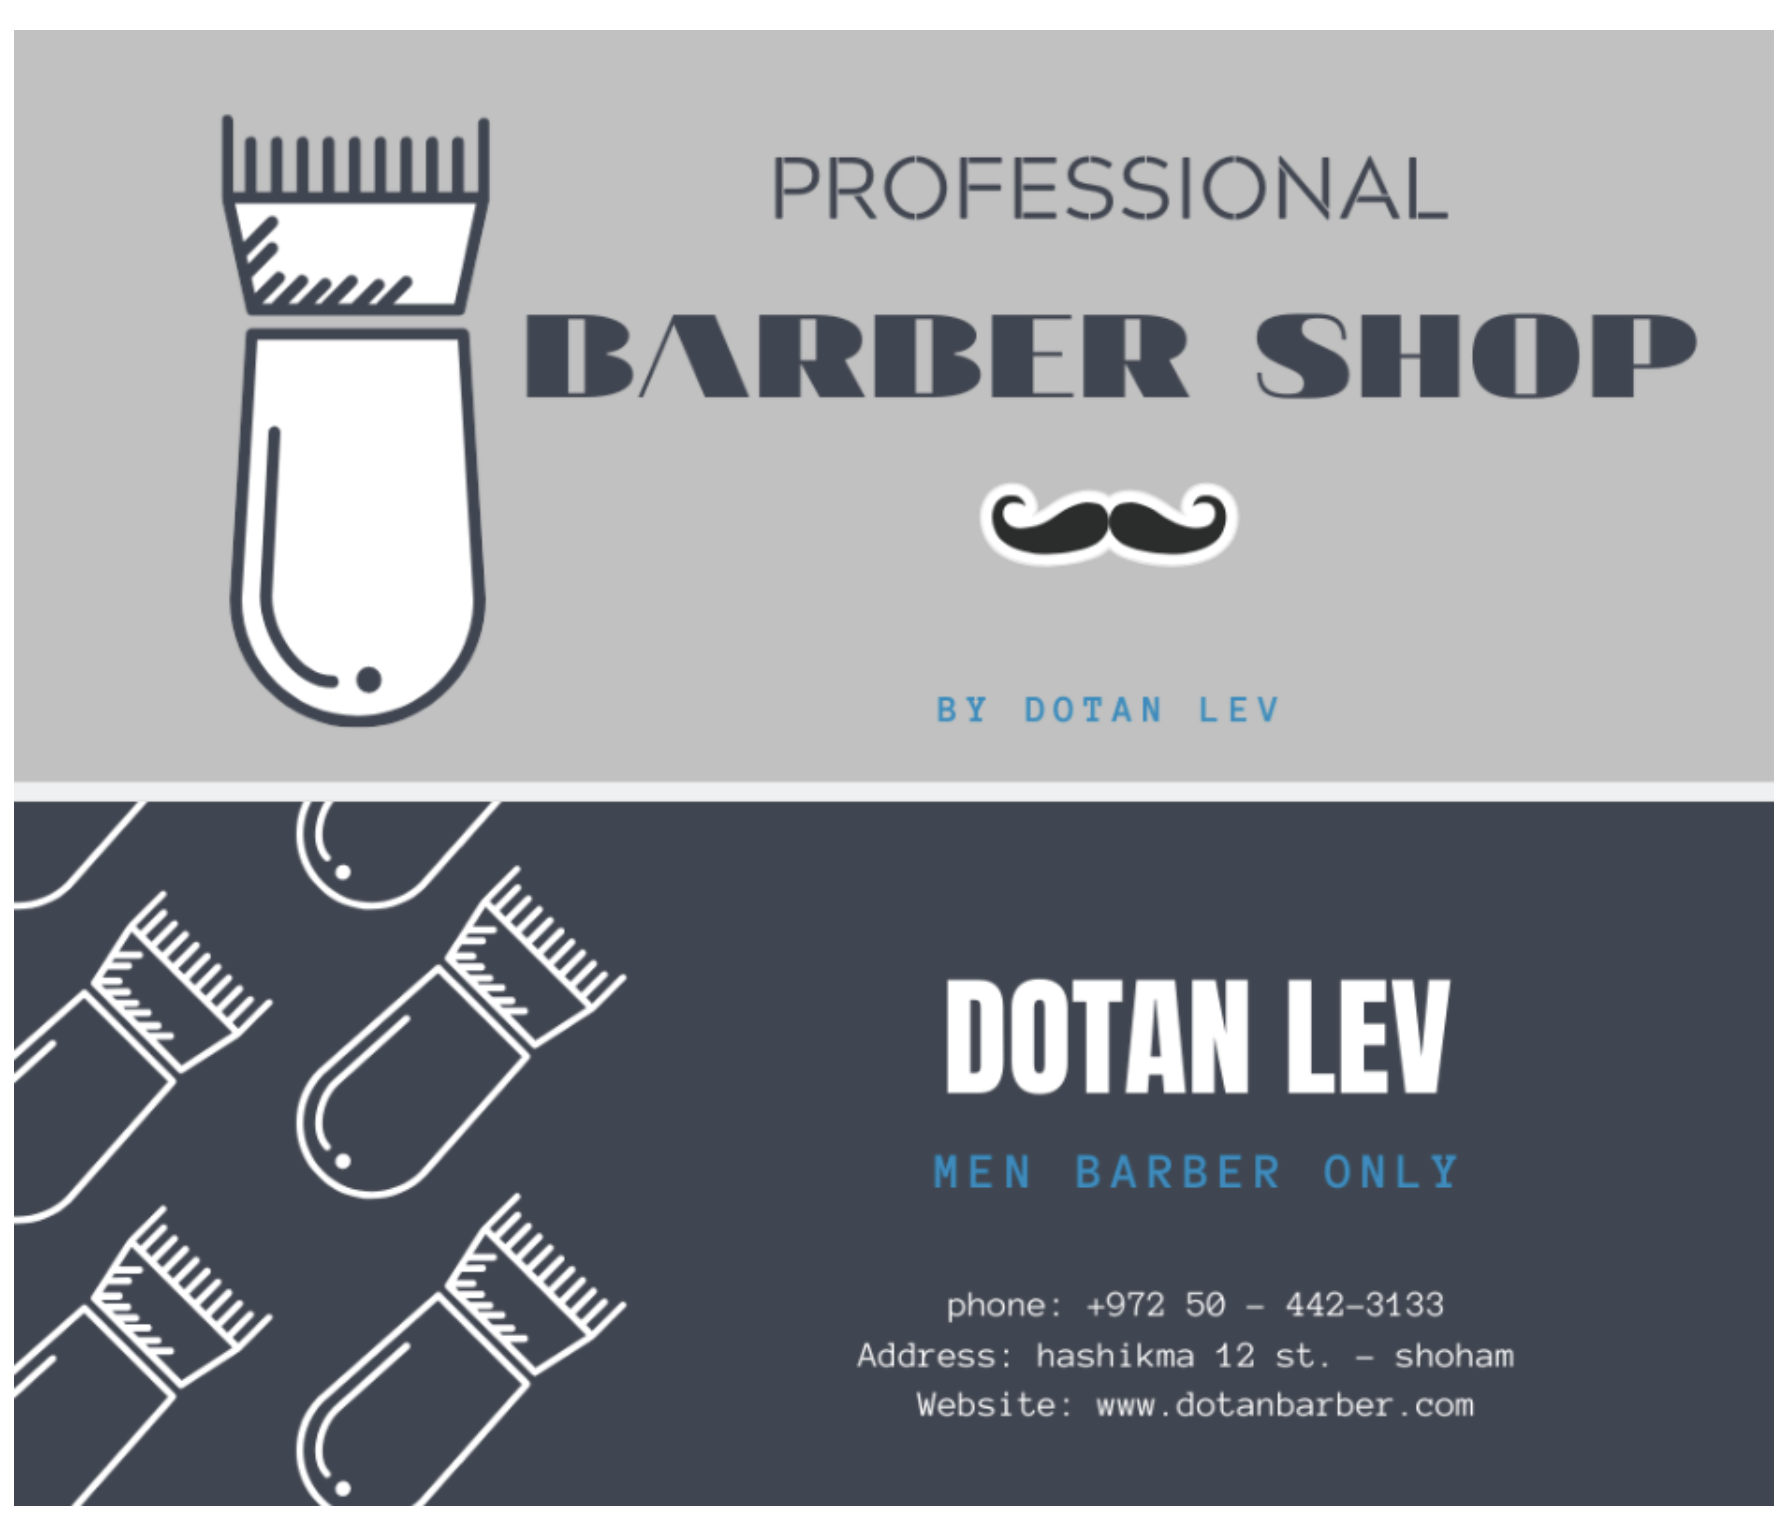 PROFESSIONAL
BARBER SHOP
BY DOTAN LEV
DOTAN LEV
MEN BARBER ONLY
phone: +972 50 - 442-3133
Address: hashikma 12 st. - shoham
Website: www.dotanbarber.com